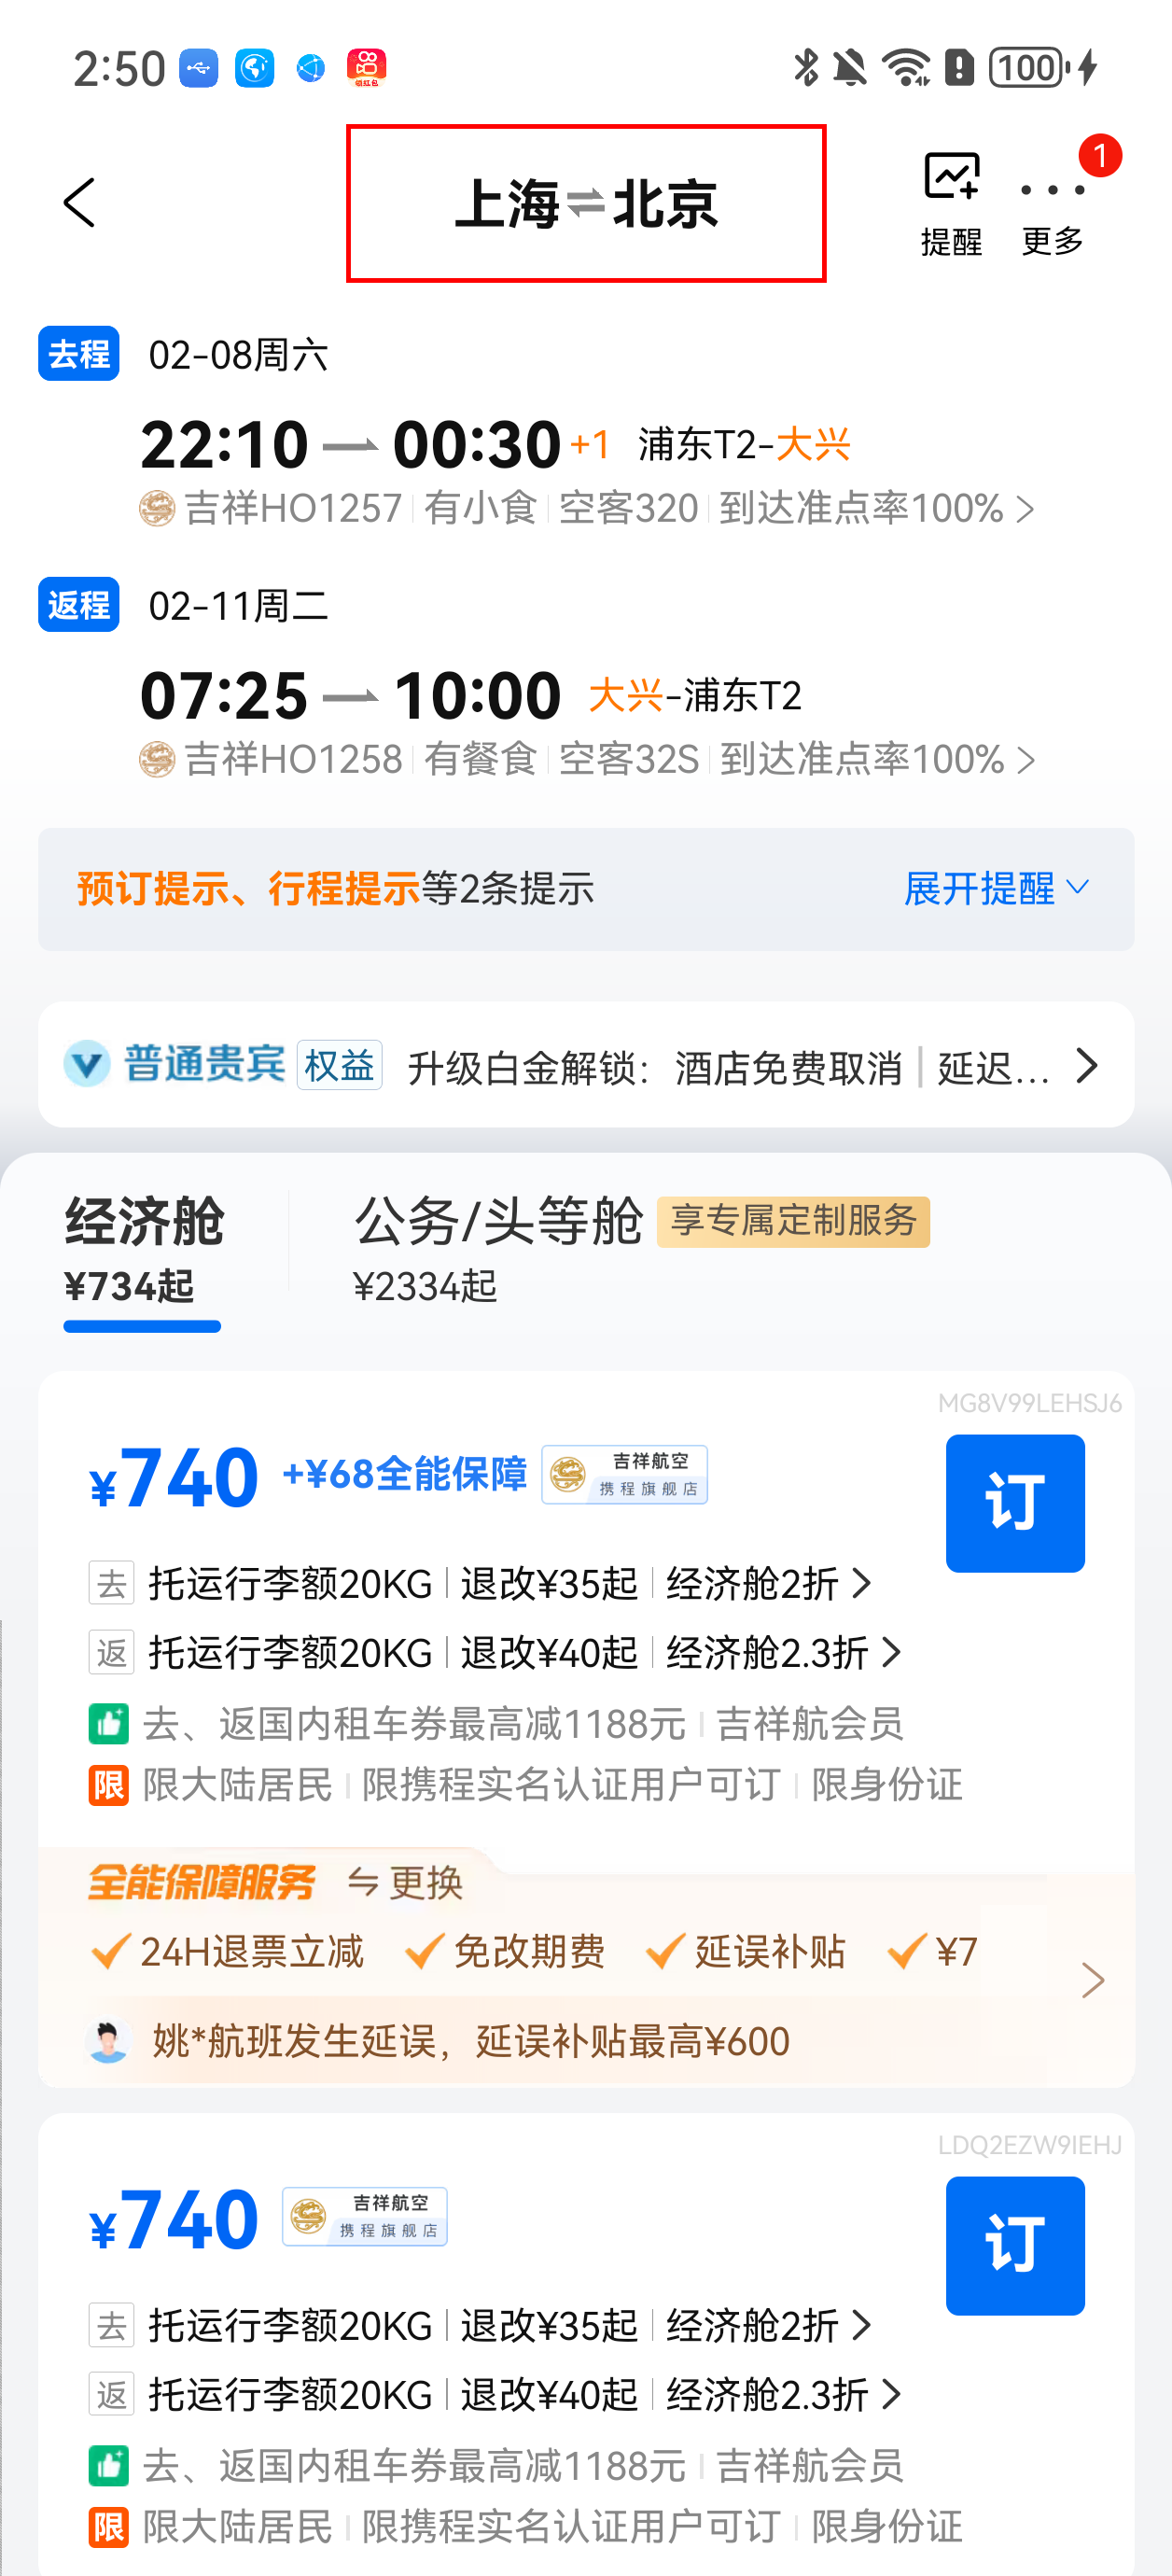 2:50 领红包 100
上海⇌北京
提醒 更多 1
去程 02-08周六
22:10 00:30 +1 浦东T2-大兴
吉祥HO1257 有小食 空客320 到达准点率100%
返程 02-11周二
07:25 10:00 大兴-浦东T2
吉祥HO1258 有餐食 空客32S 到达准点率100%
预订提示、行程提示等2条提示 展开提醒
普通贵宾 权益 升级白金解锁：酒店免费取消 | 延迟...
经济舱 公务/头等舱 享专属定制服务
¥734起 ¥2334起
MG8V99LEHSJ6
¥740 +¥68全能保障 吉祥航空 携程旗舰店 订
去 托运行李额20KG 退改¥35起 经济舱2折
返 托运行李额20KG 退改¥40起 经济舱2.3折
去、返国内租车券最高减1188元 吉祥航会员
限 限大陆居民 限携程实名认证用户可订 限身份证
全能保障服务 更换
24H退票立减 免改期费 延误补贴 ¥7
姚*航班发生延误，延误补贴最高¥600
LDQ2EZW9IEHJ
¥740 吉祥航空 携程旗舰店 订
去 托运行李额20KG 退改¥35起 经济舱2折
返 托运行李额20KG 退改¥40起 经济舱2.3折
去、返国内租车券最高减1188元 吉祥航会员
限 限大陆居民 限携程实名认证用户可订 限身份证